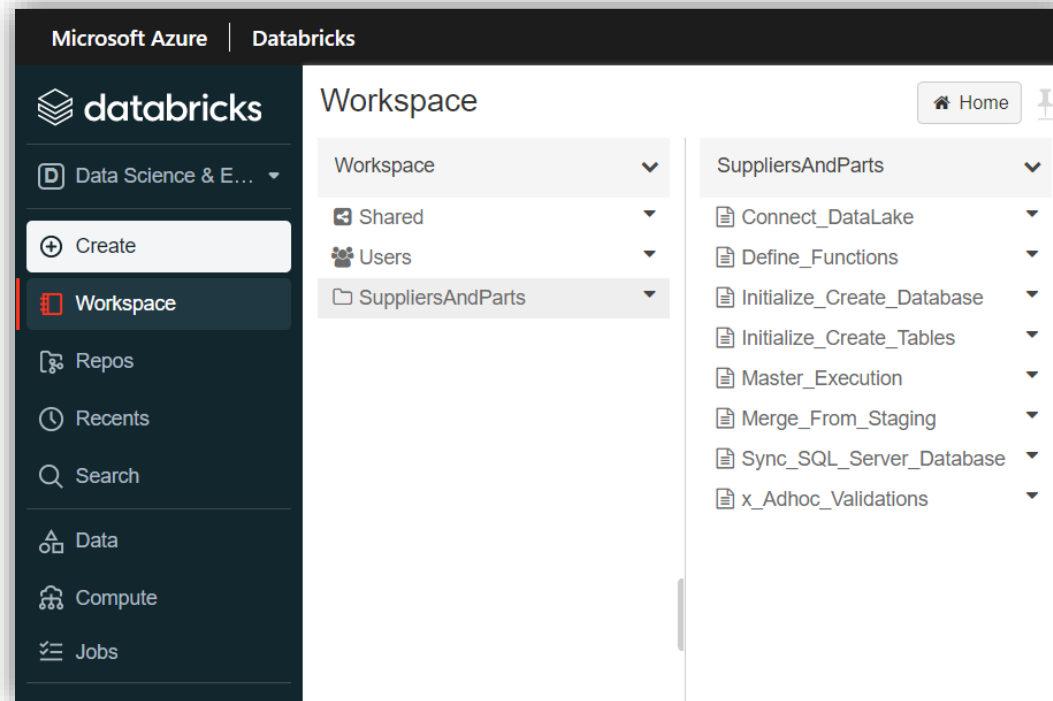 Microsoft Azure Databricks
databricks
Data Science & E...
Create
Workspace
Repos
Recents
Search
Data
Compute
Jobs
Workspace
Home
Workspace
Shared
Users
SuppliersAndParts
SuppliersAndParts
Connect_DataLake
Define_Functions
Initialize_Create_Database
Initialize_Create_Tables
Master_Execution
Merge_From_Staging
Sync_SQL_Server_Database
x_Adhoc_Validations